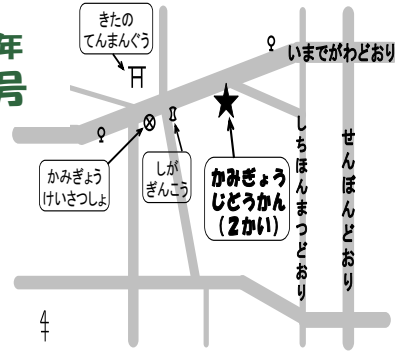 年
号
きたの
てんまんぐう
いまでがわどおり
かみぎょう
けいさつしょ
しが
ぎんこう
かみぎょう
じどうかん
(2かい)
しちほんまつどおり
せんぼんどおり